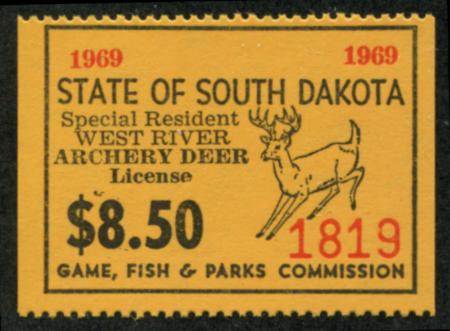 1969 1969
STATE OF SOUTH DAKOTA
Special Resident
WEST RIVER
ARCHERY DEER
License
$8.50
1819
GAME, FISH & PARKS COMMISSION